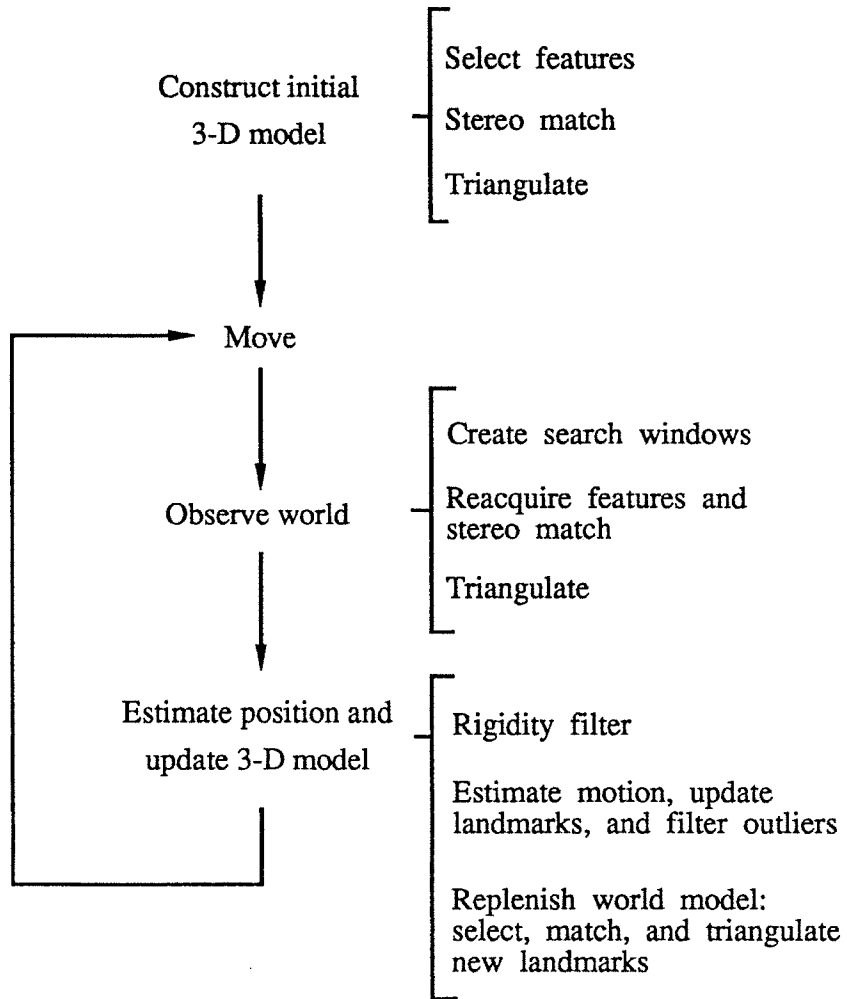 Construct initial
3-D model
Select features
Stereo match
Triangulate
Move
Observe world
Create search windows
Reacquire features and
stereo match
Triangulate
Estimate position and
update 3-D model
Rigidity filter
Estimate motion, update
landmarks, and filter outliers
Replenish world model:
select, match, and triangulate
new landmarks